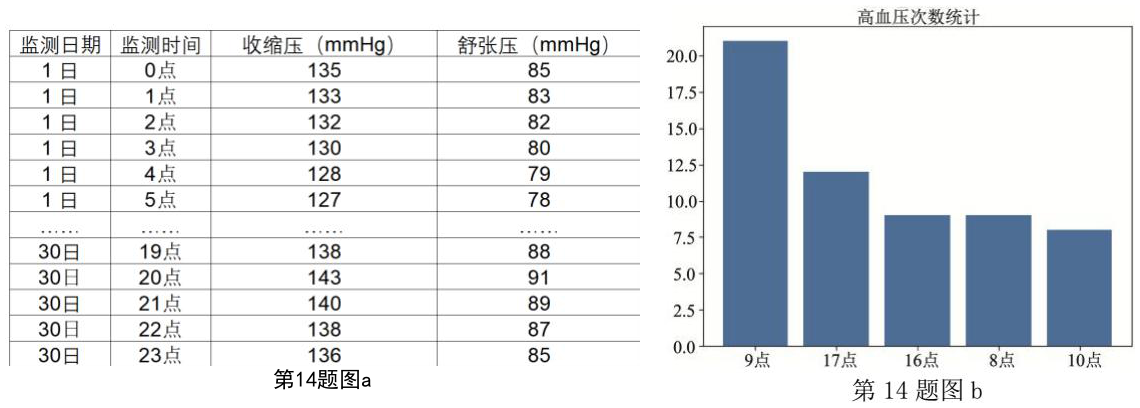 监测日期 监测时间 收缩压（mmHg） 舒张压（mmHg）
1日 0点 135 85
1日 1点 133 83
1日 2点 132 82
1日 3点 130 80
1日 4点 128 79
1日 5点 127 78
…… …… …… ……
30日 19点 138 88
30日 20点 143 91
30日 21点 140 89
30日 22点 138 87
30日 23点 136 85
第14题图a
高血压次数统计
20.0
17.5
15.0
12.5
10.0
7.5
5.0
2.5
0.0
9点 17点 16点 8点 10点
第 14 题图 b